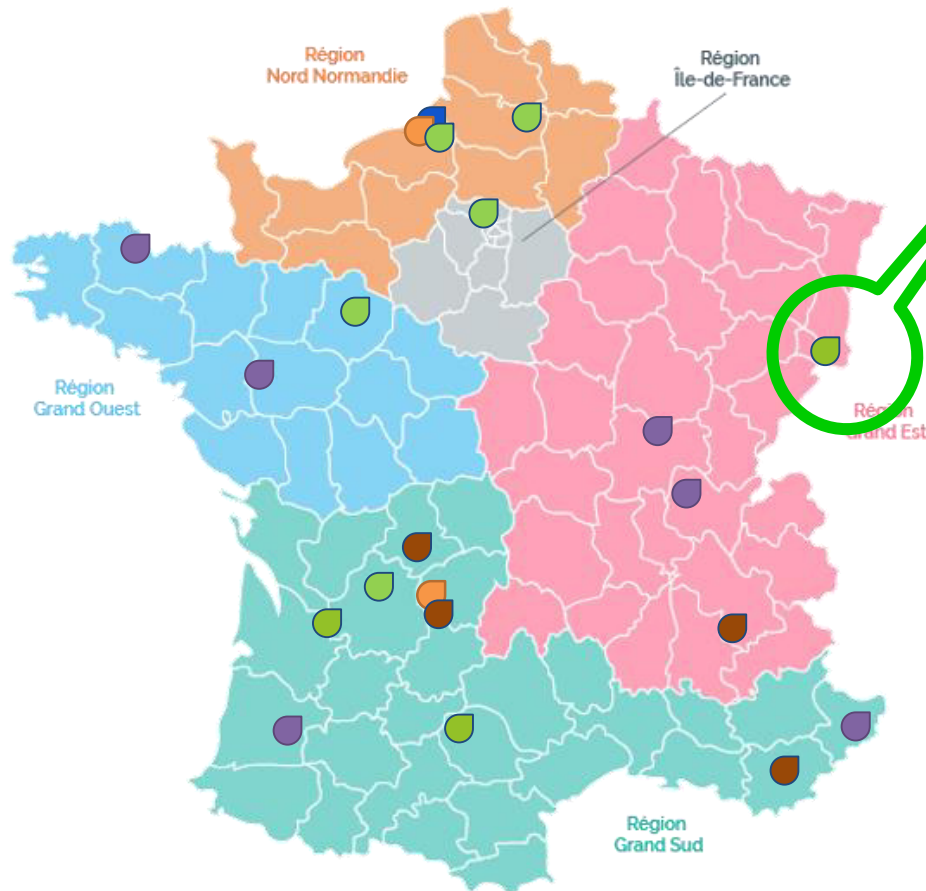 Région
Nord Normandie
Région
Île-de-France
Région
Grand Ouest
Région
Grand Est
Région
Grand Sud